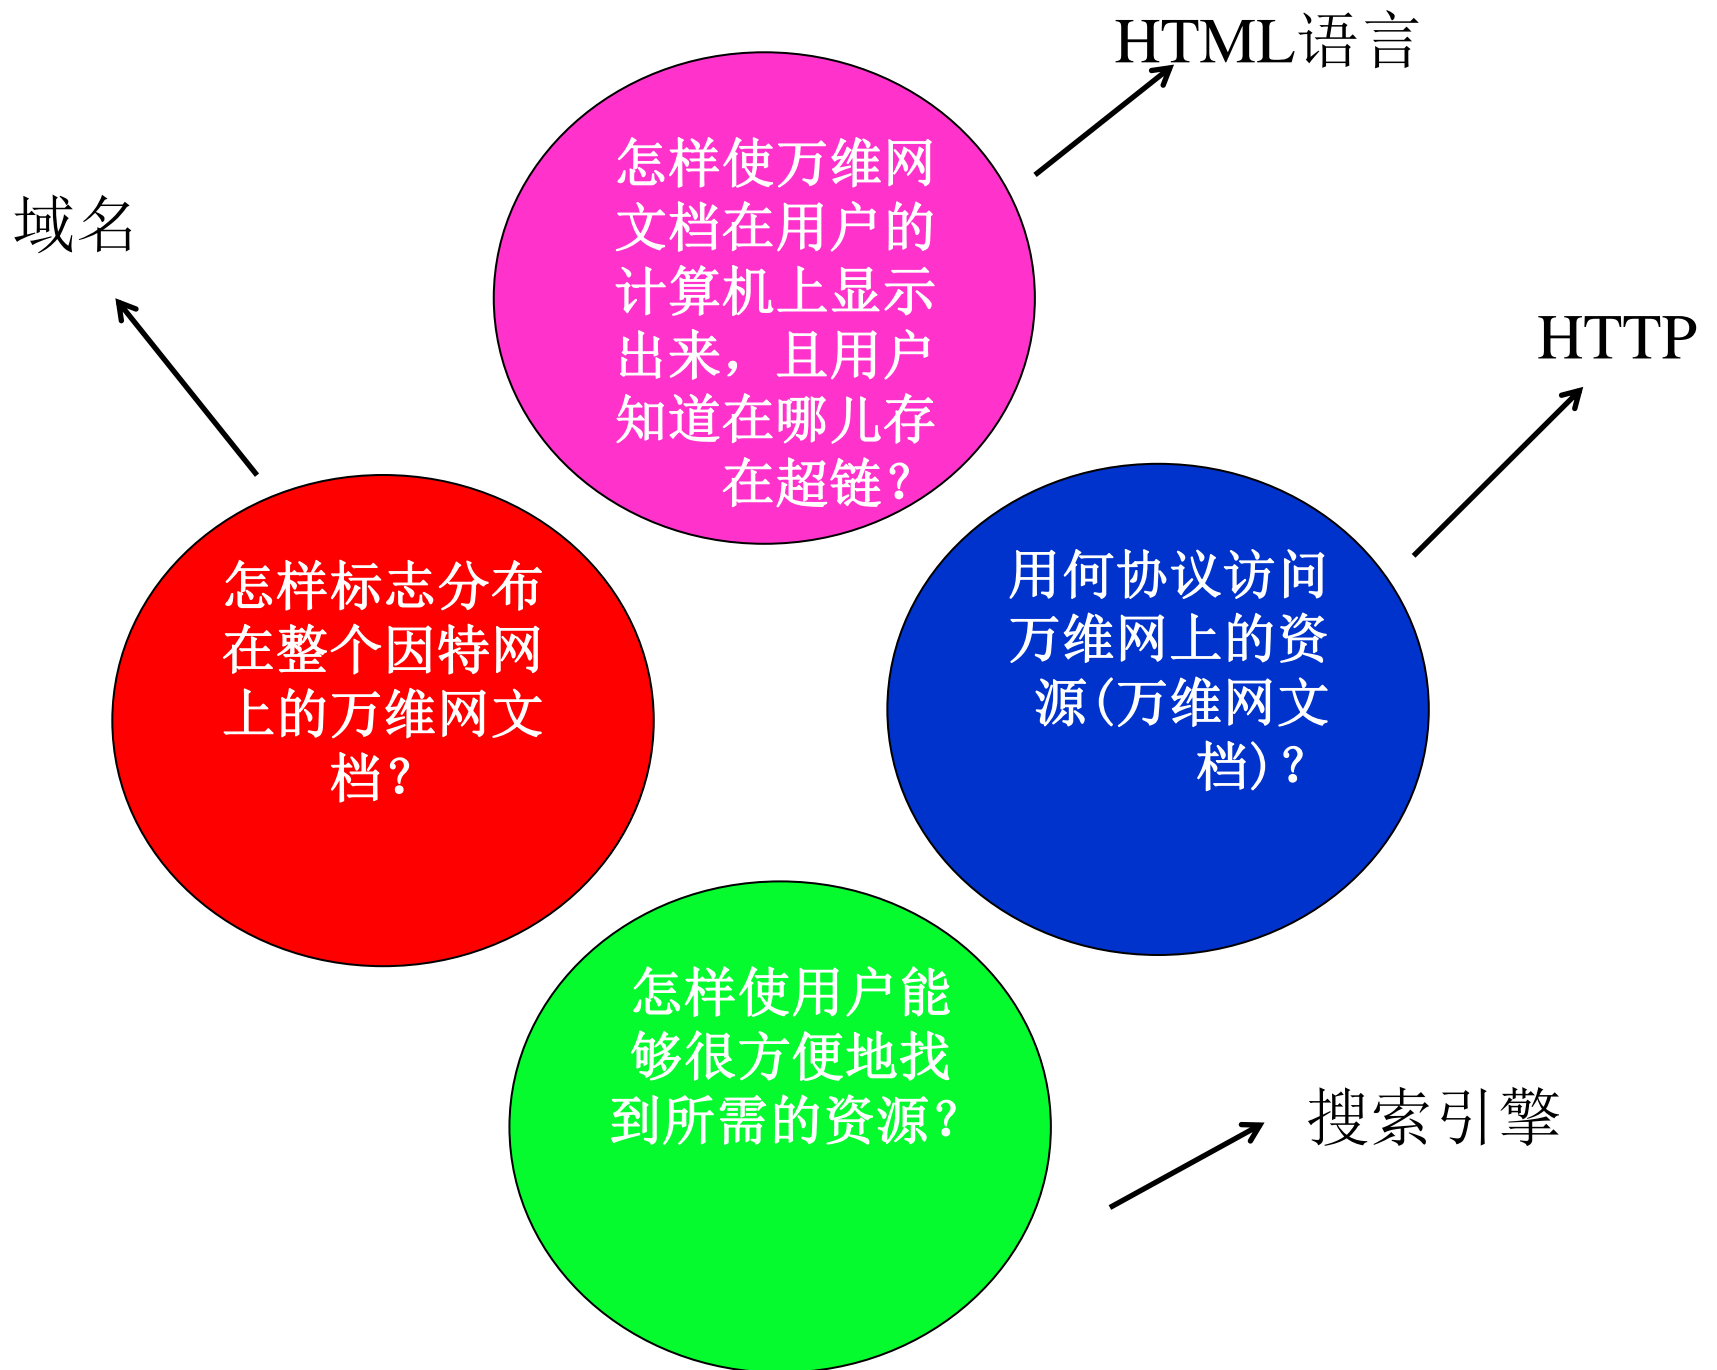 HTML语言
怎样使万维网
文档在用户的
计算机上显示
出来，且用户
知道在哪儿存
在超链？
域名
HTTP
怎样标志分布
在整个因特网
上的万维网文
档？
用何协议访问
万维网上的资
源(万维网文
档)？
怎样使用户能
够很方便地找
到所需的资源？
搜索引擎